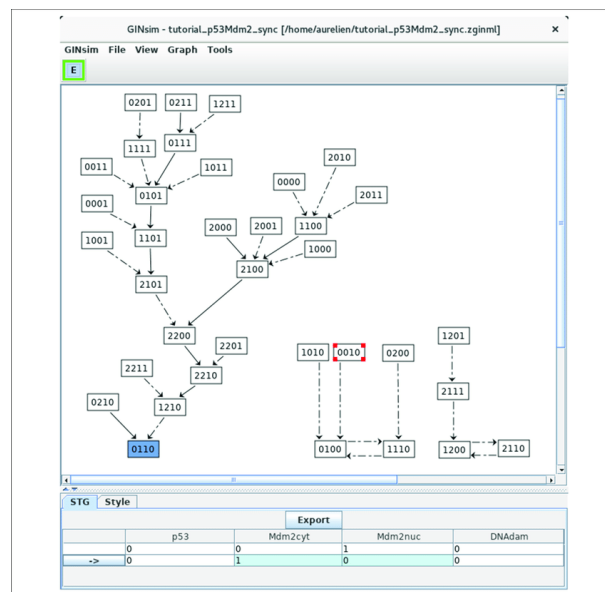 GINsim - tutorial_p53Mdm2_sync [/home/aurelien/tutorial_p53Mdm2_sync.zginml] ×
GINsim File View Graph Tools
E
0201 0211 1211
1111 0111
2010
0011 1011
0000
0101 2011
0001
2000 2001 1100
1001 1101 1000
2100
2101
2200 1201
2201 1010 0010 0200
2211 2210
2111
0210 1210
0110 0100 1110 1200 2110
STG Style
Export
p53 Mdm2cyt Mdm2nuc DNAdam
0 0 1 0
-> 0 1 0 0